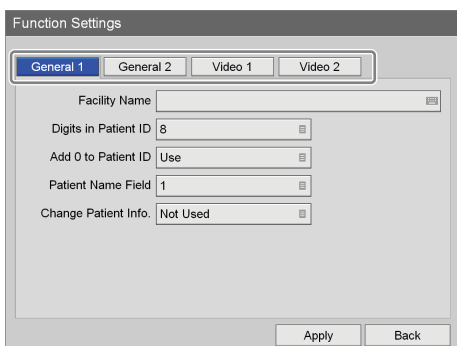 Function Settings
General 1 General 2 Video 1 Video 2
Facility Name
Digits in Patient ID 8
Add 0 to Patient ID Use
Patient Name Field 1
Change Patient Info. Not Used
Apply Back